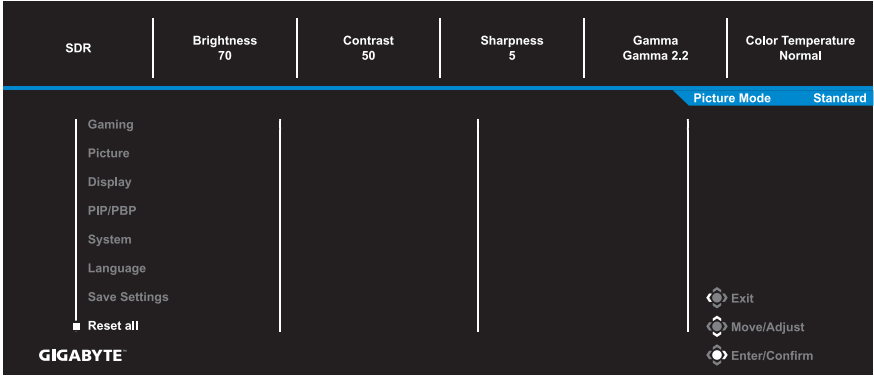 SDR
Brightness
70
Contrast
50
Sharpness
5
Gamma
Gamma 2.2
Color Temperature
Normal
Picture Mode Standard
Gaming
Picture
Display
PIP/PBP
System
Language
Save Settings
Reset all
Exit
Move/Adjust
Enter/Confirm
GIGABYTE™